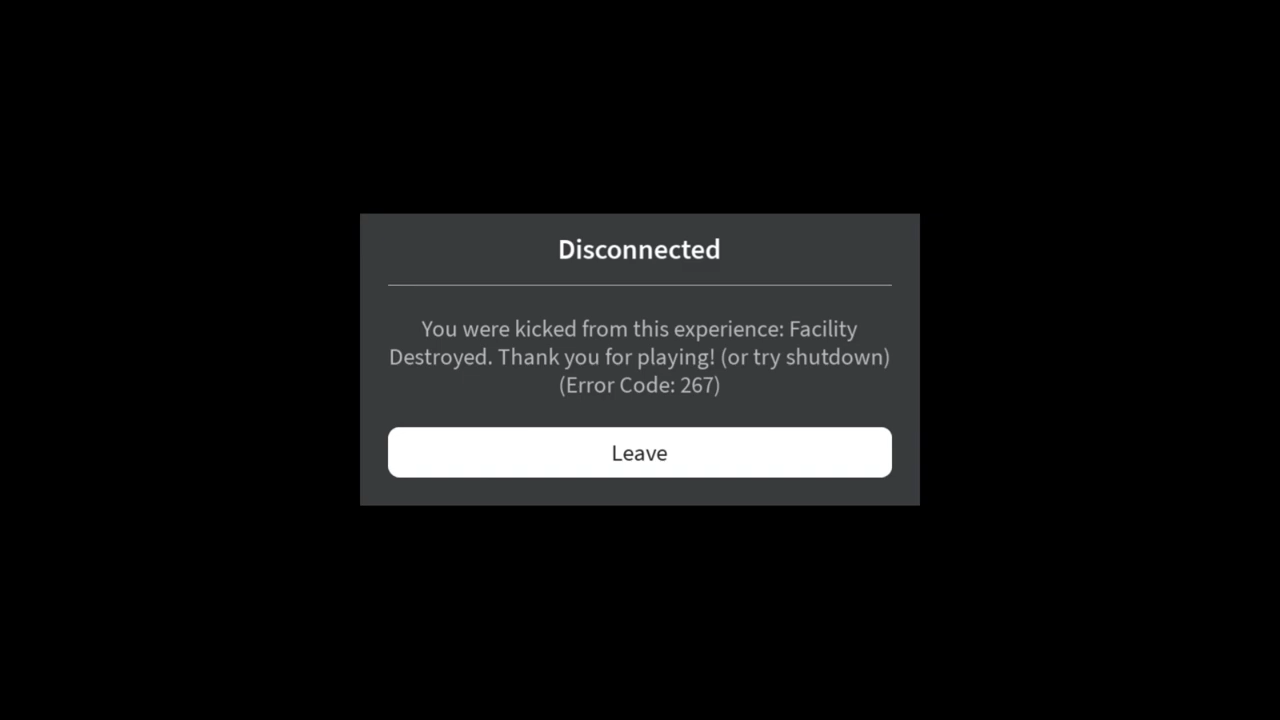 Disconnected
You were kicked from this experience: Facility
Destroyed. Thank you for playing! (or try shutdown)
(Error Code: 267)
Leave